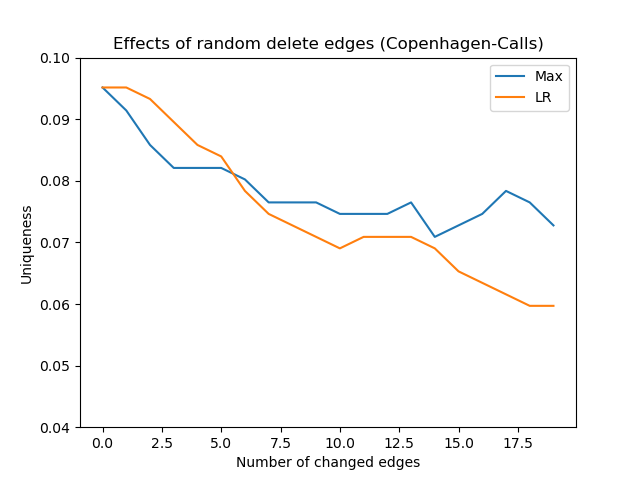 Effects of random delete edges (Copenhagen-Calls)
Max
LR
0.10
0.09
0.08
0.07
0.06
0.05
0.04
Uniqueness
0.0 2.5 5.0 7.5 10.0 12.5 15.0 17.5
Number of changed edges